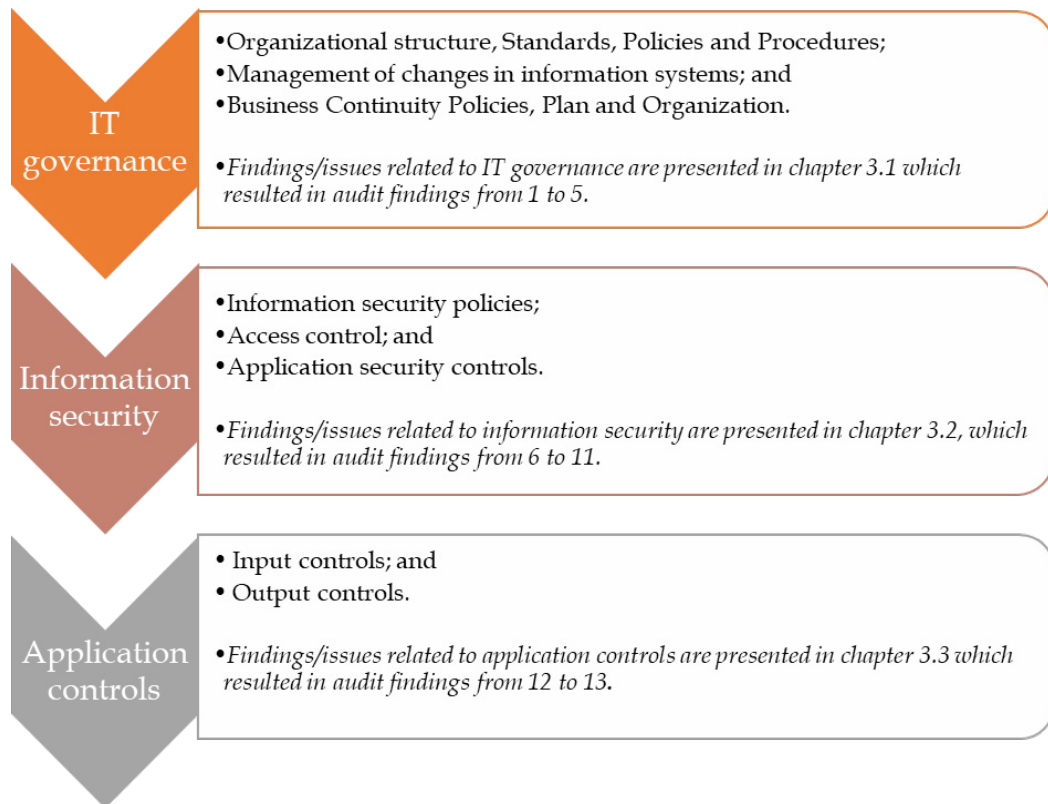 IT
governance
•Organizational structure, Standards, Policies and Procedures;
•Management of changes in information systems; and
•Business Continuity Policies, Plan and Organization.
•Findings/issues related to IT governance are presented in chapter 3.1 which
resulted in audit findings from 1 to 5.
Information
security
•Information security policies;
•Access control; and
•Application security controls.
•Findings/issues related to information security are presented in chapter 3.2, which
resulted in audit findings from 6 to 11.
Application
controls
• Input controls; and
• Output controls.
•Findings/issues related to application controls are presented in chapter 3.3 which
resulted in audit findings from 12 to 13.